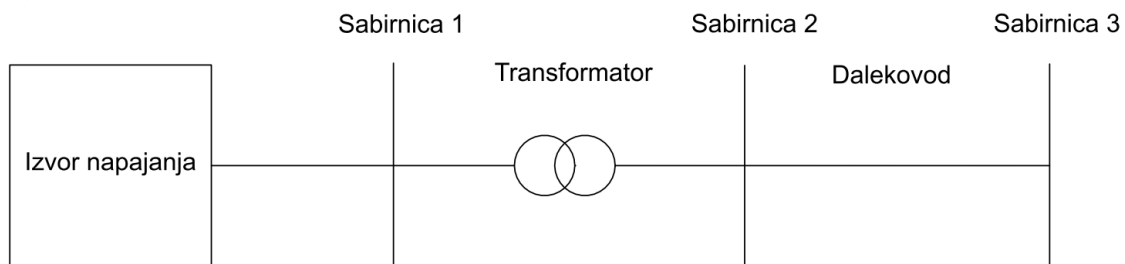 Sabirnica 1
Sabirnica 2
Sabirnica 3
Transformator
Dalekovod
Izvor napajanja